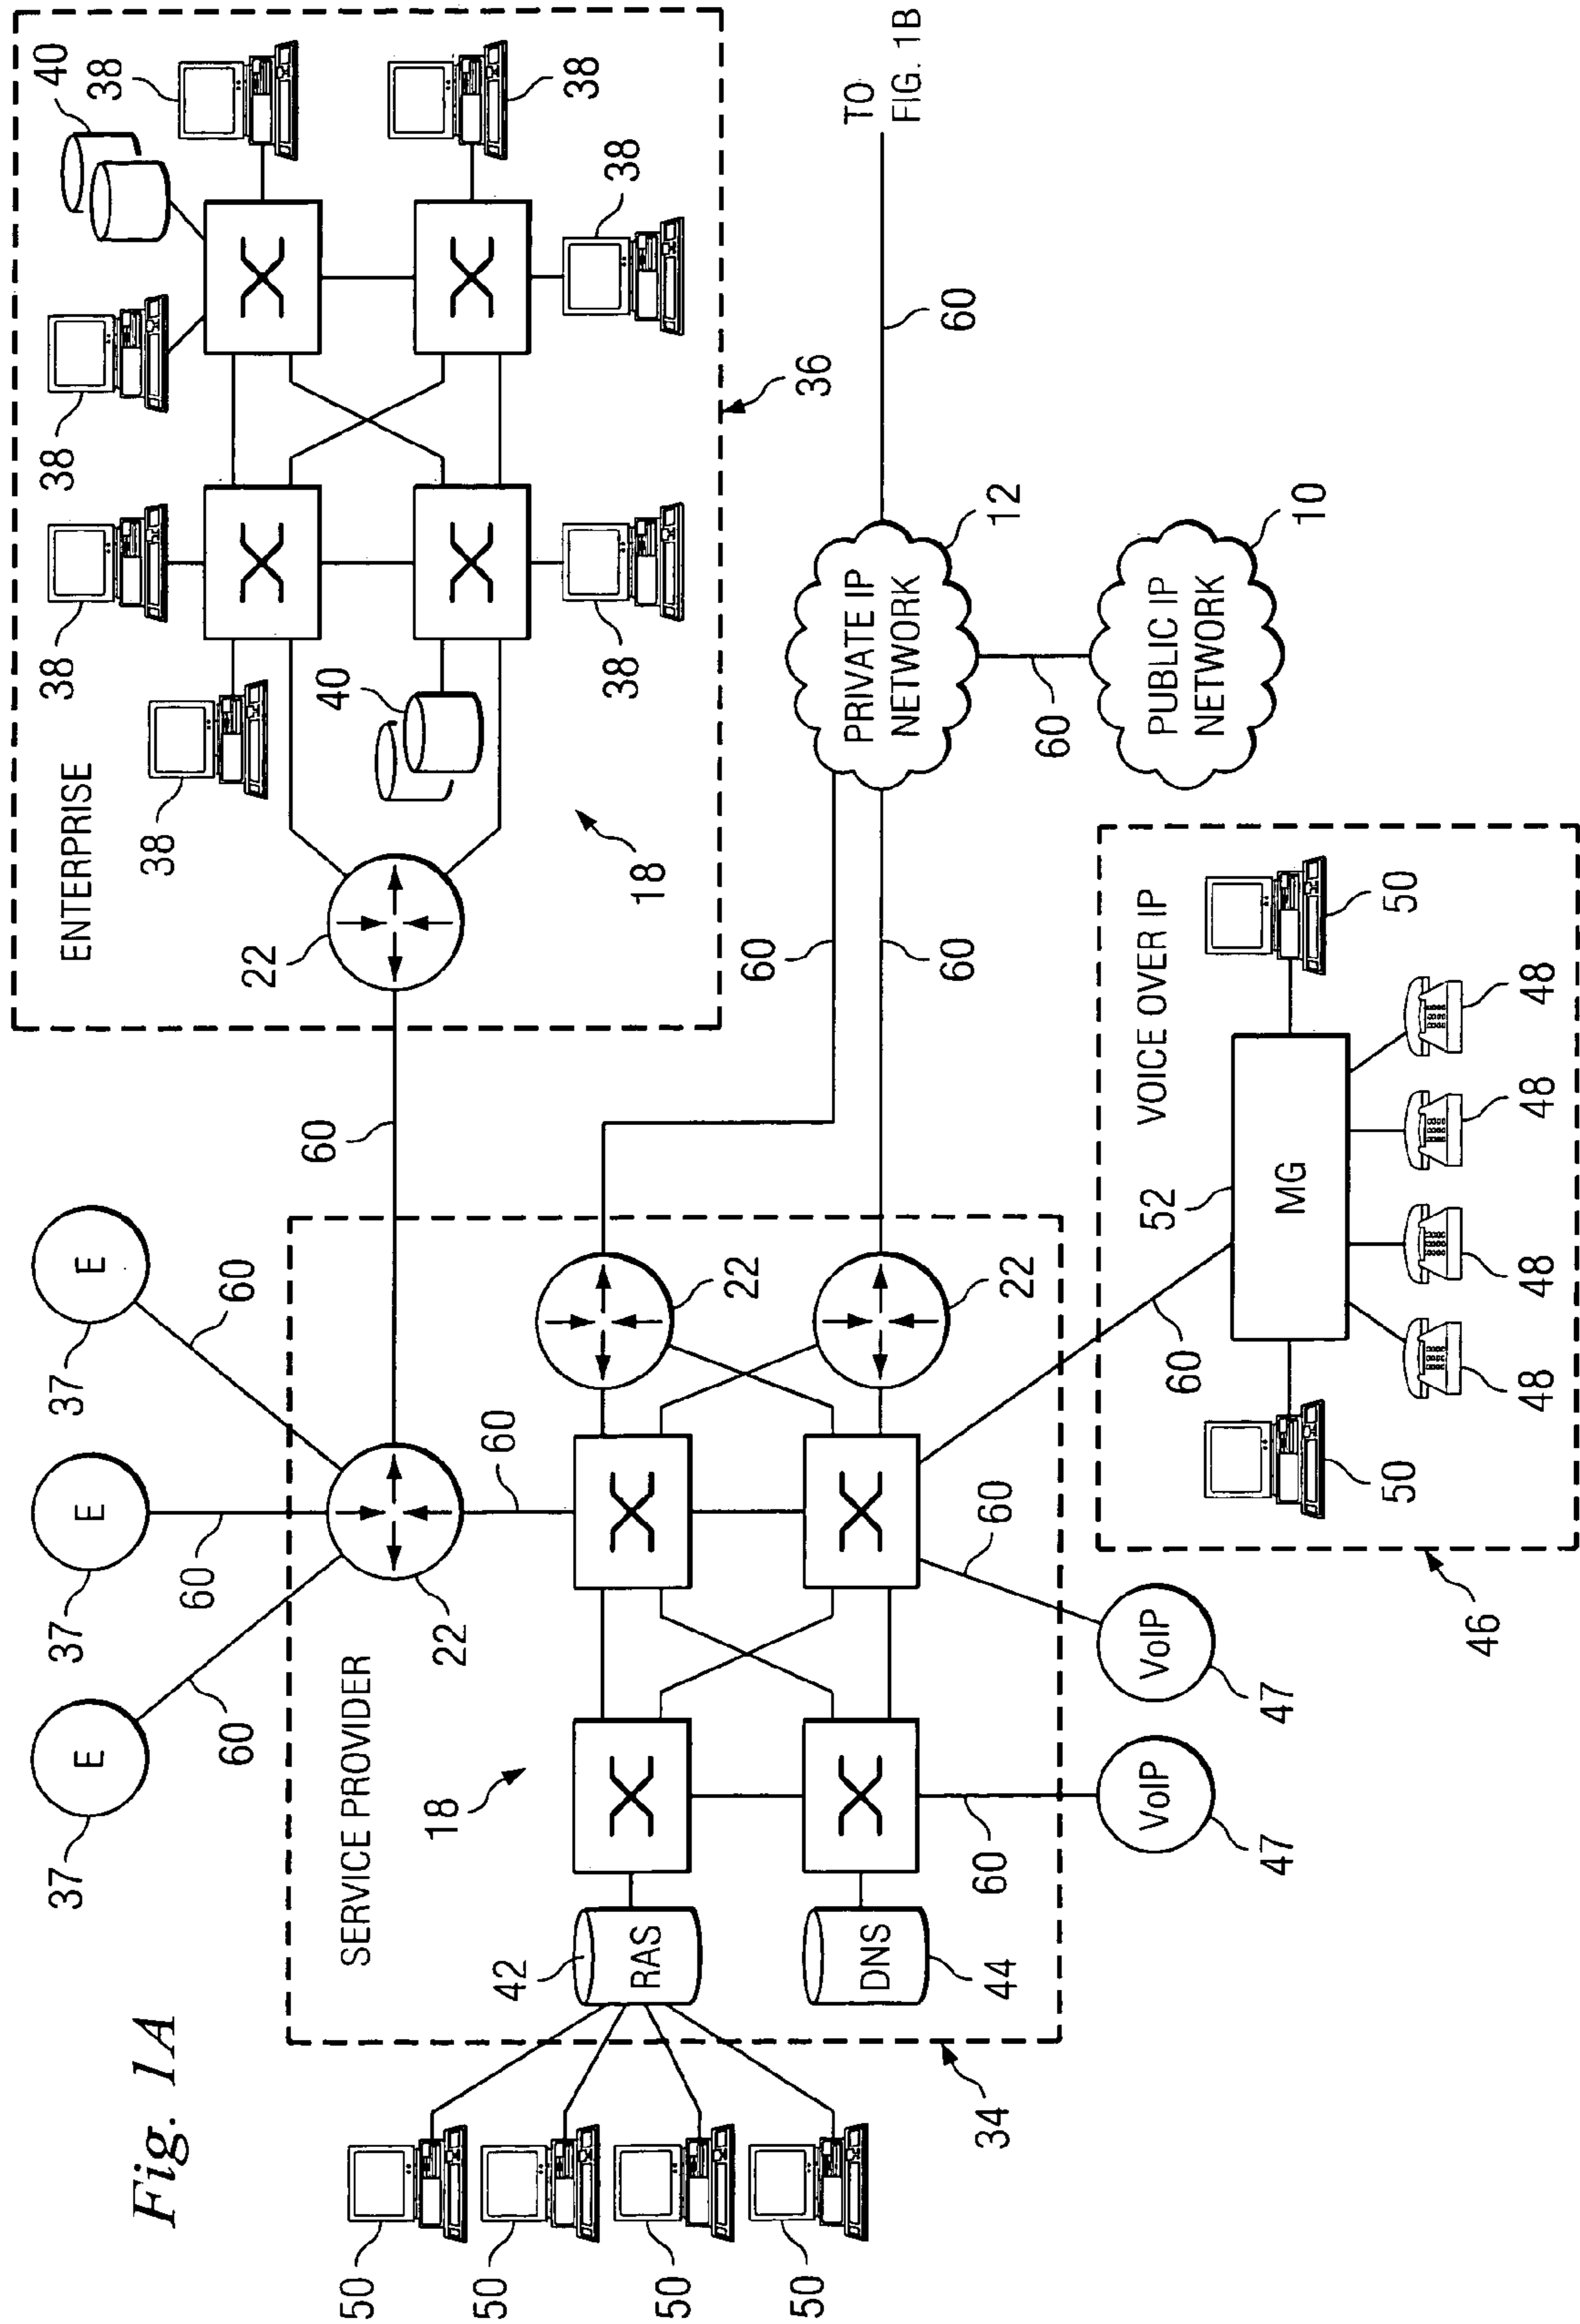 Fig. 1A
37
37
37
E
E
E
60
60
60
ENTERPRISE
38
38
38
38
40
38
38
38
40
22
18
36
60
SERVICE PROVIDER
18
22
60
42
RAS
50
50
50
50
DNS
44
34
22
22
60
60
PRIVATE IP
NETWORK
12
60
TO
FIG. 1B
60
PUBLIC IP
NETWORK
10
60
60
VoIP
VoIP
47
47
60
VOICE OVER IP
52
MG
50
50
48
48
48
48
46